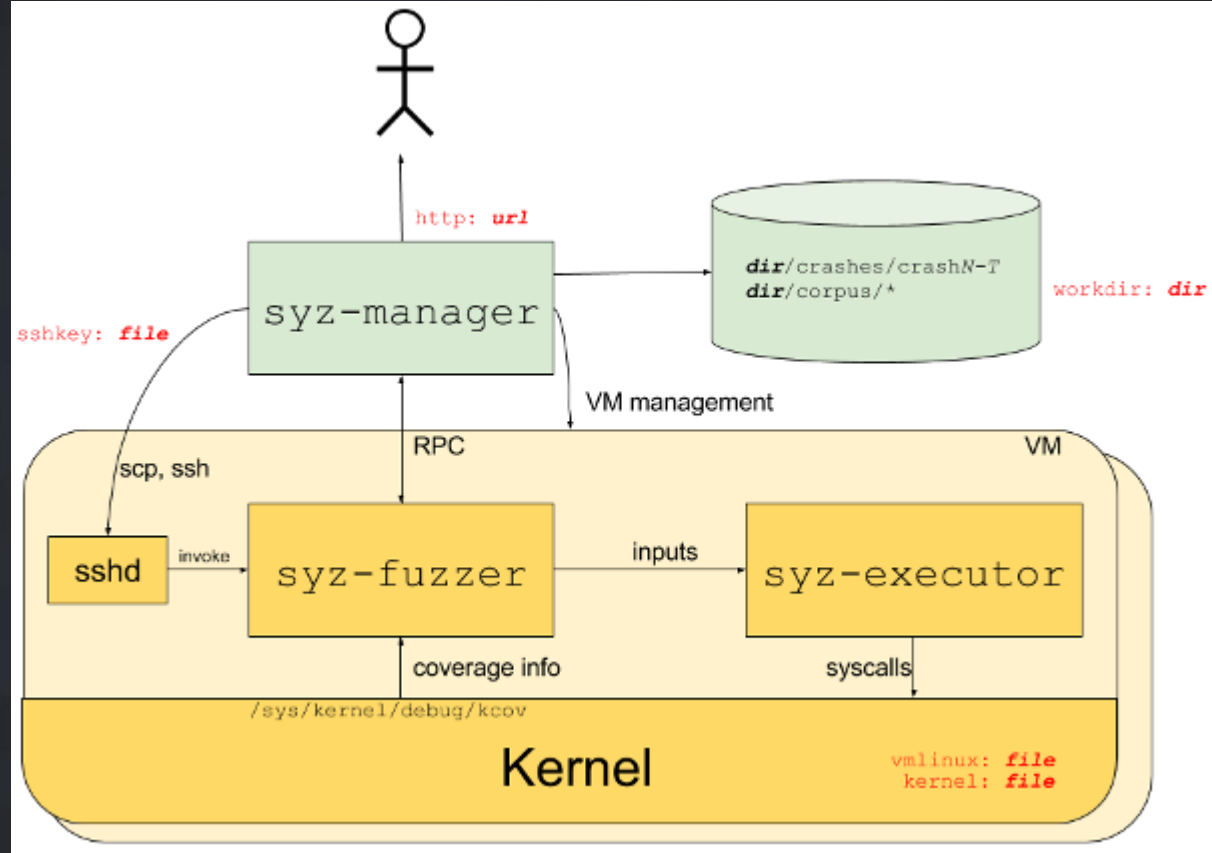 http: url
syz-manager
dir/crashes/crashN-T
dir/corpus/*
workdir: dir
sshkey: file
VM management
RPC
VM
scp, ssh
sshd
invoke
syz-fuzzer
inputs
syz-executor
coverage info
syscalls
/sys/kernel/debug/kcov
Kernel
vmlinux: file
kernel: file